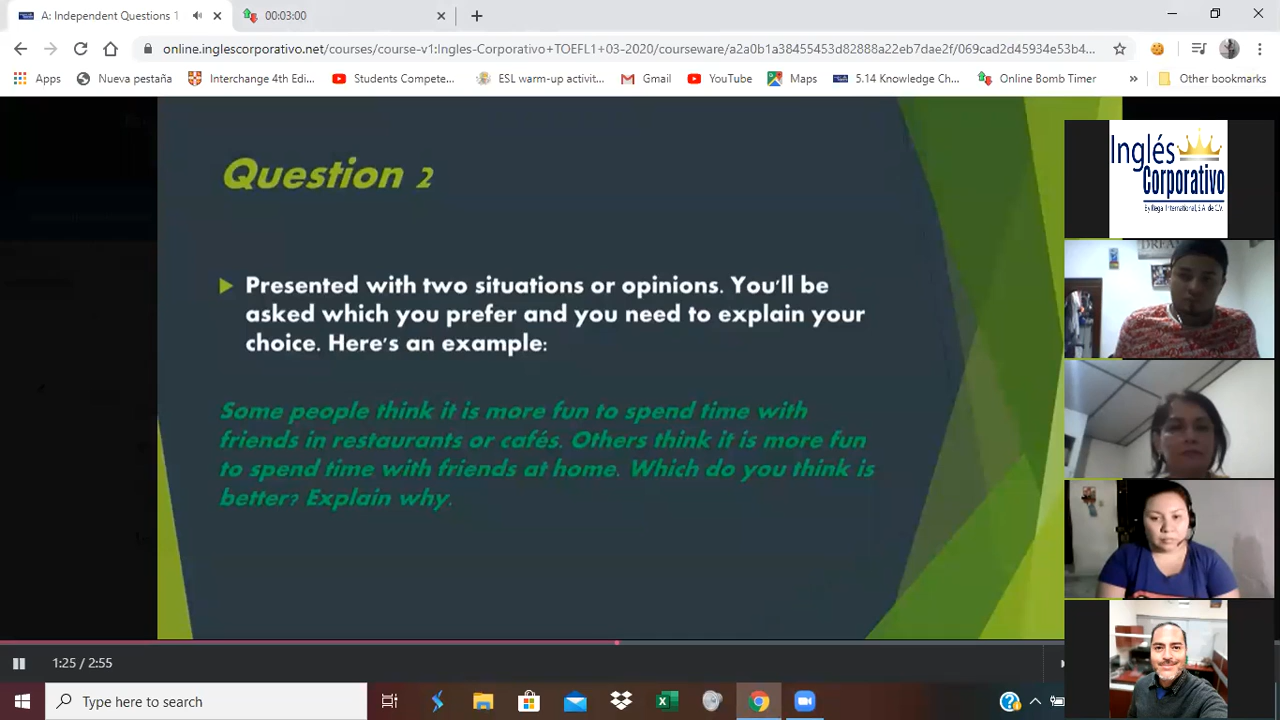 A: Independent Questions 1
00:03:00
online.inglescorporativo.net/courses/course-v1:Ingles-Corporativo+TOEFL1+03-2020/courseware/a2a0b1a38455453d82888a22eb7dae2f/069cad2d45934e53b4...
Apps
Nueva pestaña
Interchange 4th Edi...
Students Compete...
ESL warm-up activit...
Gmail
YouTube
Maps
5.14 Knowledge Ch...
Online Bomb Timer
»
Other bookmarks
Question 2
Presented with two situations or opinions. You'll be
asked which you prefer and you need to explain your
choice. Here's an example:
Some people think it is more fun to spend time with
friends in restaurants or cafés. Others think it is more fun
to spend time with friends at home. Which do you think is
better? Explain why.
Inglés
Corporativo
DREAM
1:25 / 2:55
Type here to search